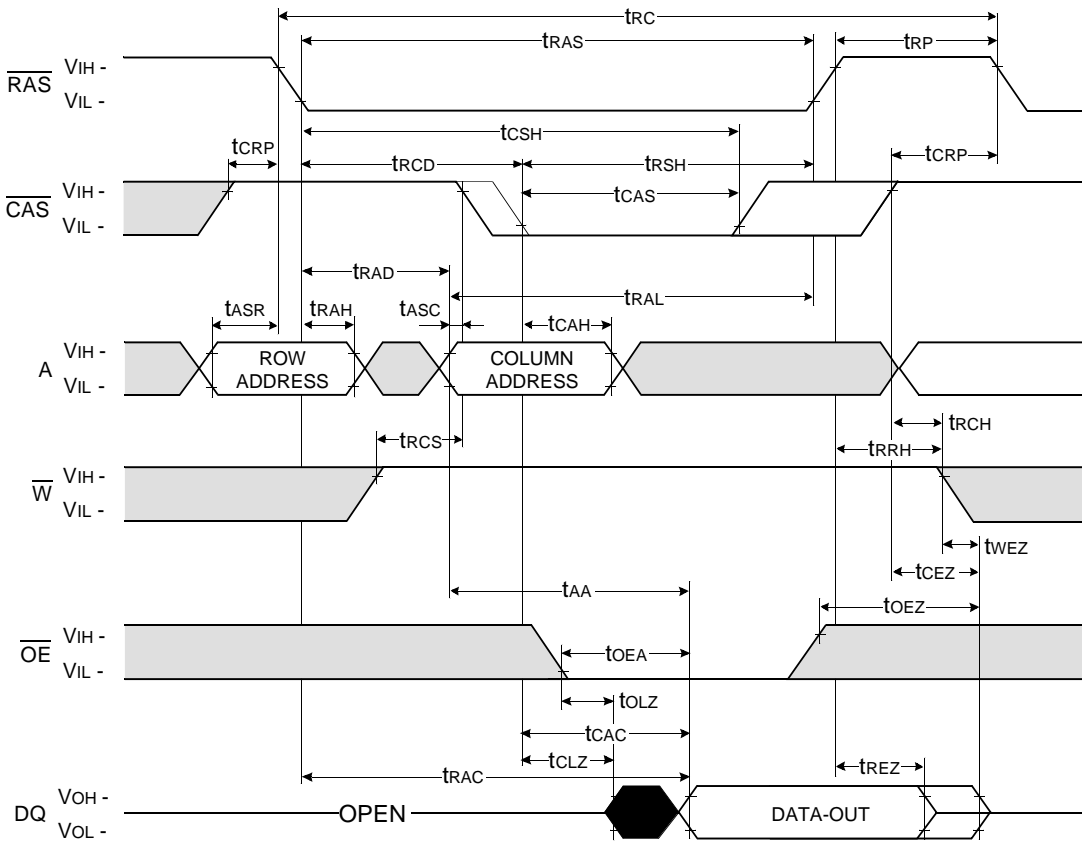 tRC
tRAS
tRP
RAS
VIH -
VIL -
tCSH
tCRP
tRCD
tRSH
tCRP
CAS
VIH -
VIL -
tCAS
tRAD
tRAL
tASR
tRAH
tASC
tCAH
A
VIH -
VIL -
ROW
ADDRESS
COLUMN
ADDRESS
tRCS
tRCH
tRRH
W
VIH -
VIL -
tWEZ
tCEZ
tAA
tOEZ
OE
VIH -
VIL -
tOEA
tOLZ
tCAC
tCLZ
tRAC
tREZ
DQ
VOH -
VOL -
OPEN
DATA-OUT